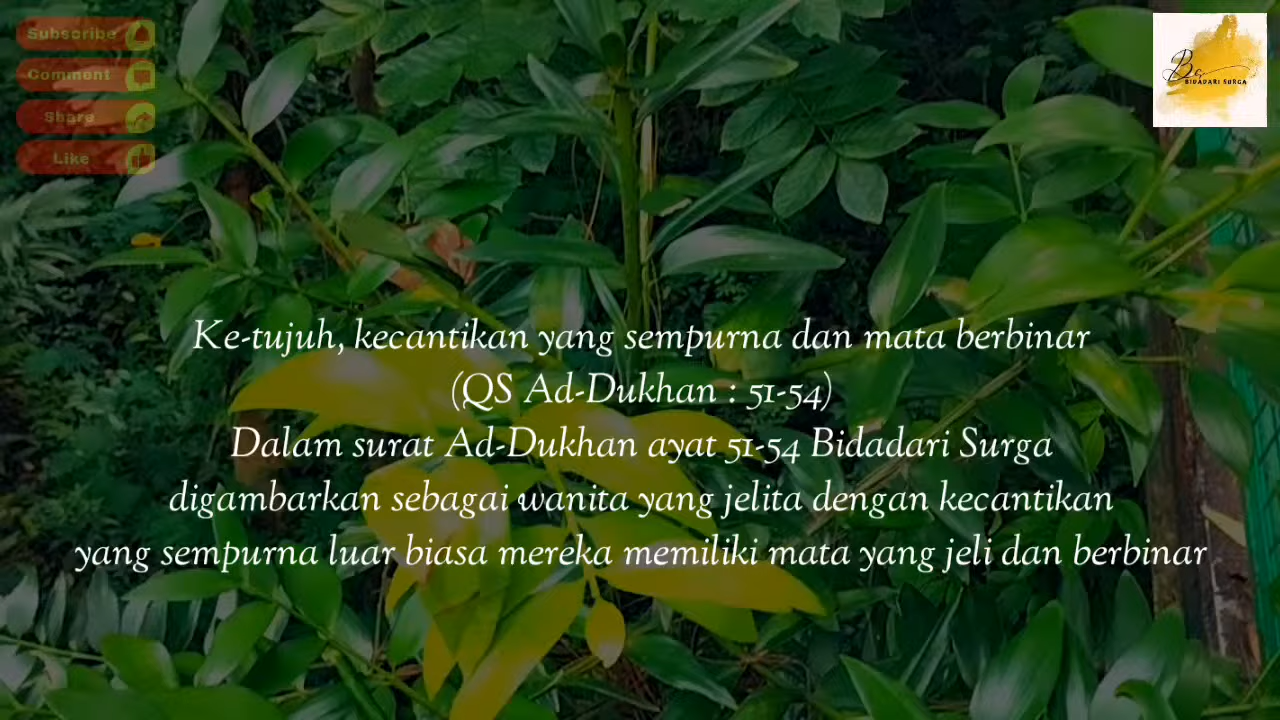 Subscribe
Comment
Share
Like
BIDADARI SURGA
Ke-tujuh, kecantikan yang sempurna dan mata berbinar
(QS Ad-Dukhan : 51-54)
Dalam surat Ad-Dukhan ayat 51-54 Bidadari Surga
digambarkan sebagai wanita yang jelita dengan kecantikan
yang sempurna luar biasa mereka memiliki mata yang jeli dan berbinar